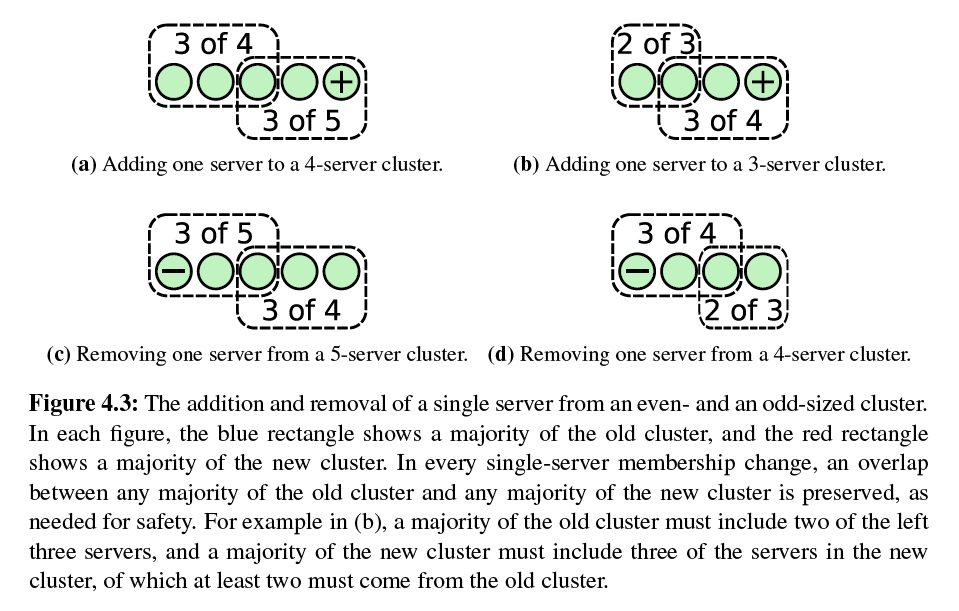 3 of 4
+
3 of 5
(a) Adding one server to a 4-server cluster.
2 of 3
+
3 of 4
(b) Adding one server to a 3-server cluster.
3 of 5
−
3 of 4
(c) Removing one server from a 5-server cluster.
3 of 4
−
2 of 3
(d) Removing one server from a 4-server cluster.
Figure 4.3: The addition and removal of a single server from an even- and an odd-sized cluster.
In each figure, the blue rectangle shows a majority of the old cluster, and the red rectangle
shows a majority of the new cluster. In every single-server membership change, an overlap
between any majority of the old cluster and any majority of the new cluster is preserved, as
needed for safety. For example in (b), a majority of the old cluster must include two of the left
three servers, and a majority of the new cluster must include three of the servers in the new
cluster, of which at least two must come from the old cluster.